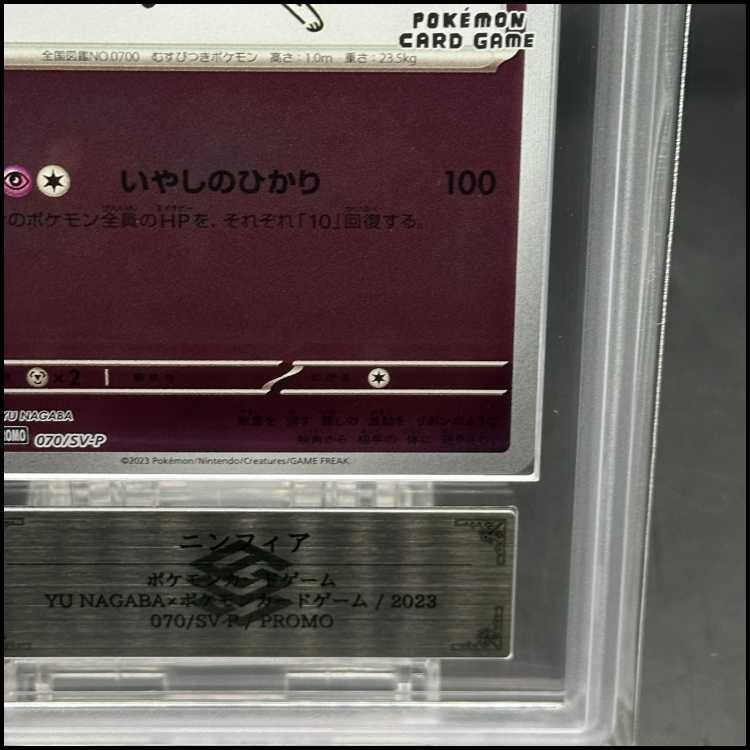 POKÉMON
CARD GAME
全国図鑑NO.0700 むすびつきポケモン 高さ：1.0m 重さ：23.5kg
いやしのひかり 100
のポケモン全員のHPを、それぞれ「10」回復する。
×2
YU NAGABA
PROMO 070/SV-P
©2023 Pokémon/Nintendo/Creatures/GAME FREAK.
ニンフィア
ポケモンカードゲーム
YU NAGABA×ポケモンカードゲーム / 2023
070/SV-P / PROMO